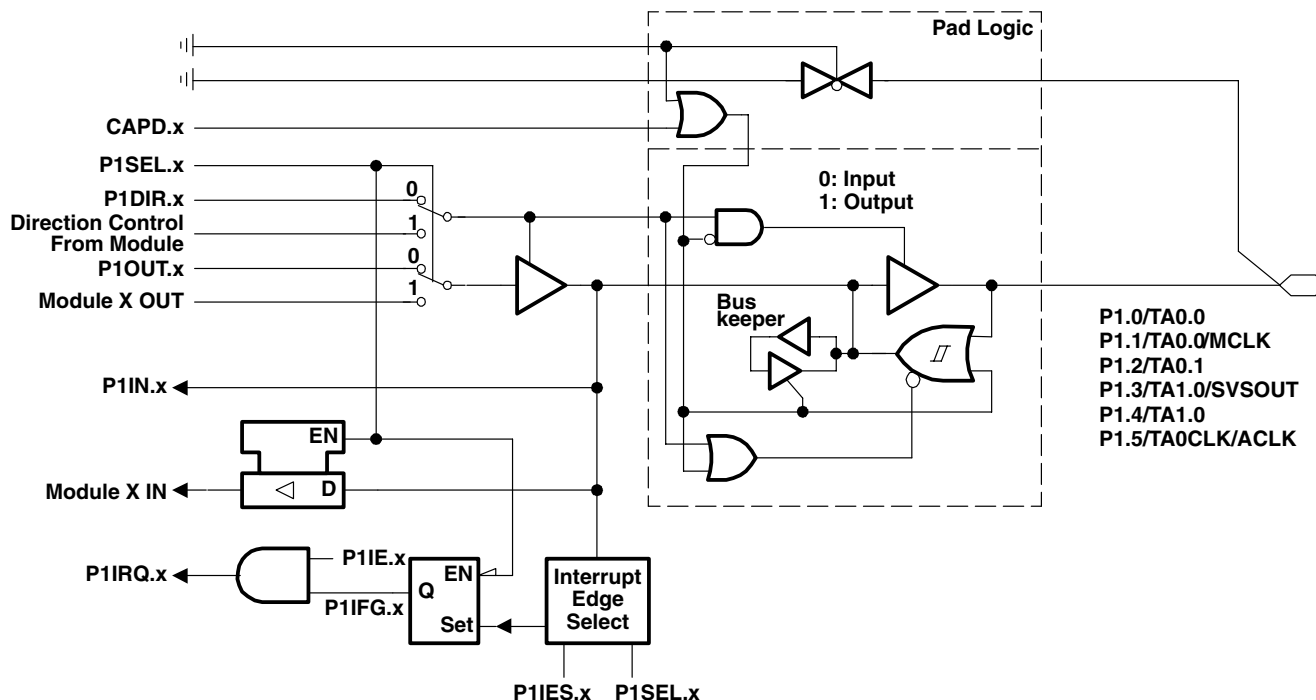 Pad Logic
CAPD.x
P1SEL.x
P1DIR.x
0
Direction Control
From Module
1
P1OUT.x
0
Module X OUT
1
0: Input
1: Output
Bus
keeper
P1.0/TA0.0
P1.1/TA0.0/MCLK
P1.2/TA0.1
P1.3/TA1.0/SVSOUT
P1.4/TA1.0
P1.5/TA0CLK/ACLK
P1IN.x
EN
Module X IN
D
P1IRQ.x
P1IE.x
P1IFG.x
EN
Q
Set
Interrupt
Edge
Select
P1IES.x
P1SEL.x